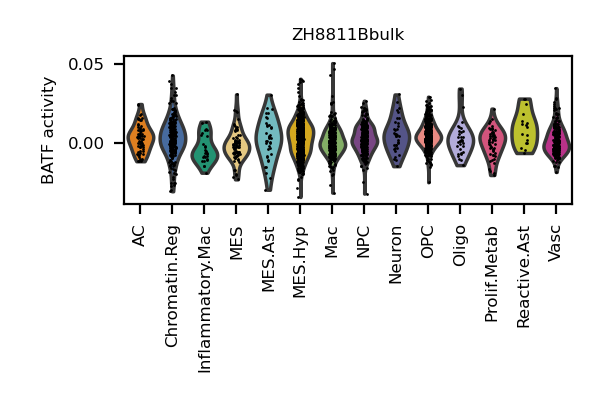 ZH8811Bbulk
BATF activity
0.05
0.00
AC
Chromatin.Reg
Inflammatory.Mac
MES
MES.Ast
MES.Hyp
Mac
NPC
Neuron
OPC
Oligo
Prolif.Metab
Reactive.Ast
Vasc